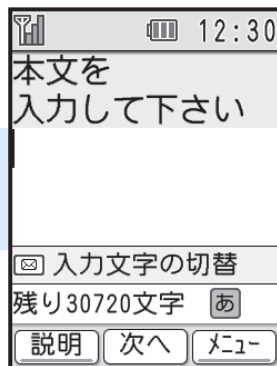 12:30
本文を
入力して下さい
入力文字の切替
残り30720文字 あ
説明 次へ メニュー